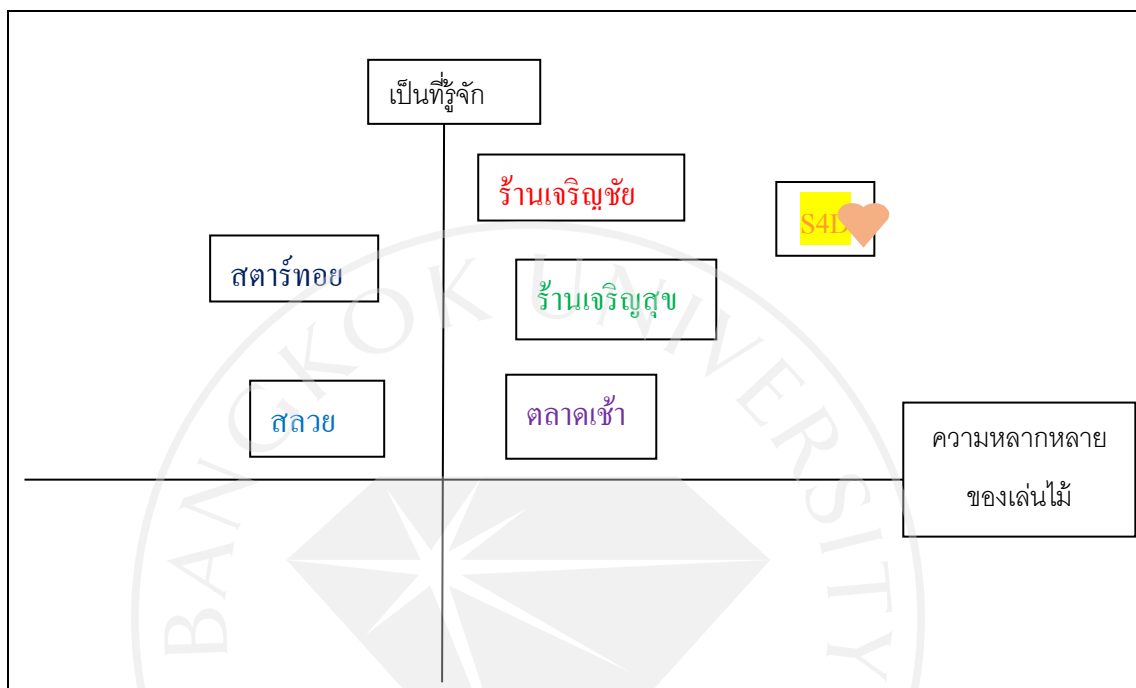 เป็นที่รู้จัก
ร้านเจริญชัย
S4D
สตาร์ทอย
ร้านเจริญสุข
สลวย
ตลาดเช้า
ความหลากหลาย
ของเล่นไม้
BANGKOK UNIVERSITY